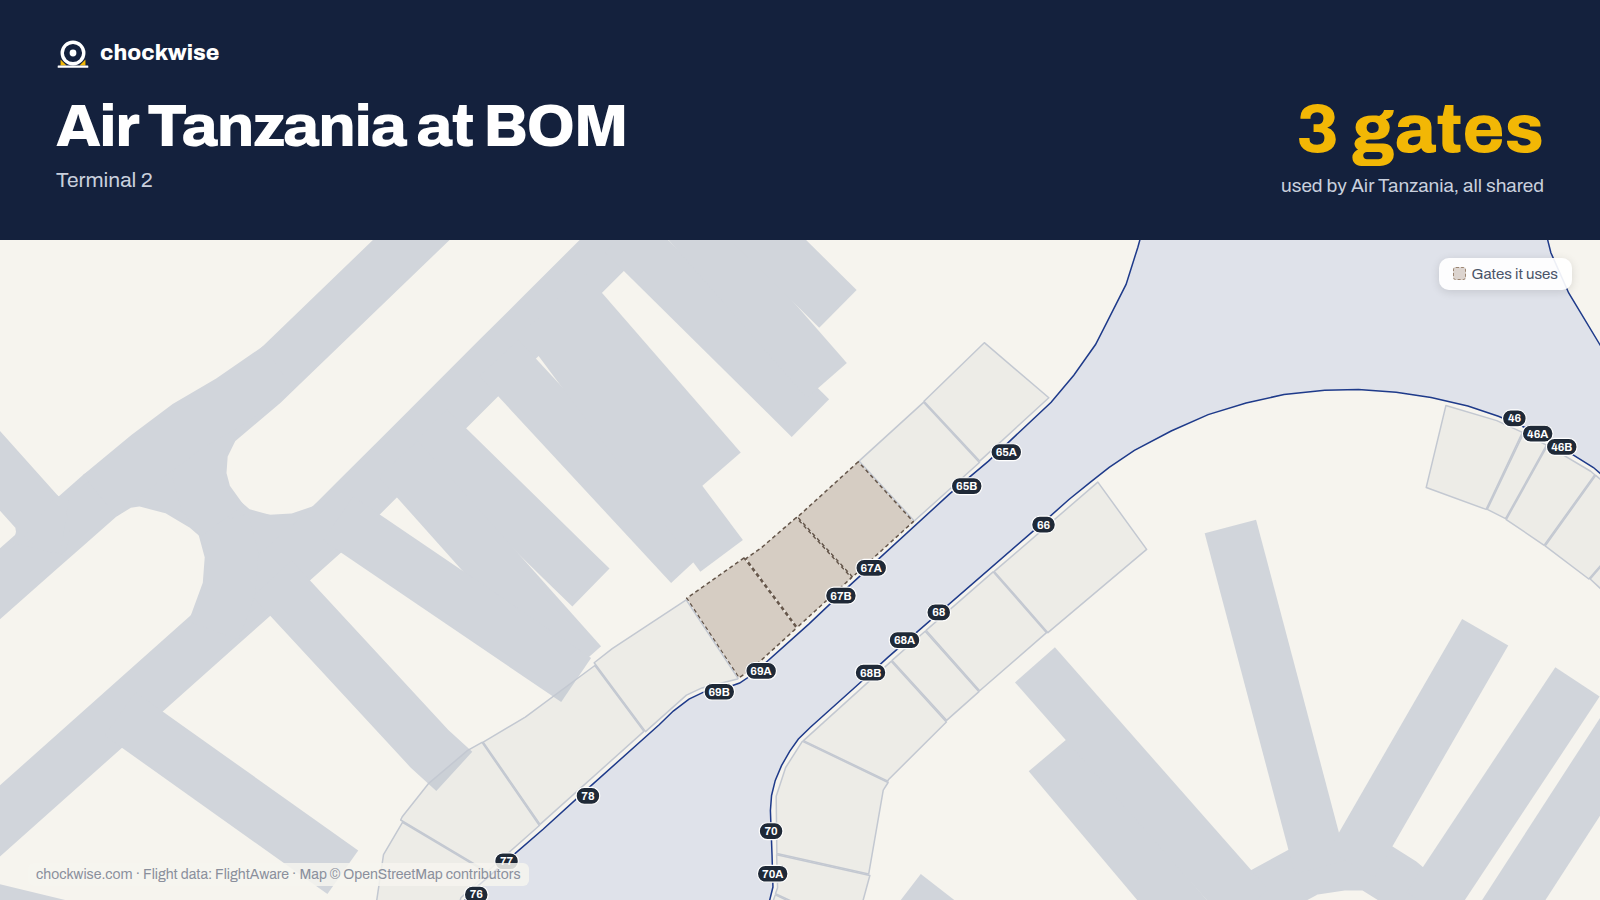 chockwise
Air Tanzania at BOM
Terminal 2
3 gates
used by Air Tanzania, all shared
Gates it uses
46
46A
46B
65A
65B
66
67A
67B
68
68A
68B
69A
69B
78
70
77
70A
76
chockwise.com · Flight data: FlightAware · Map © OpenStreetMap contributors